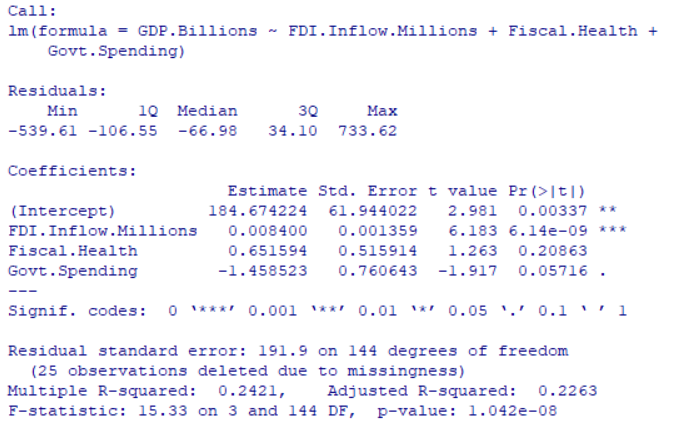 Call:
lm(formula = GDP.Billions ~ FDI.Inflow.Millions + Fiscal.Health +
    Govt.Spending)

Residuals:
    Min      1Q  Median      3Q     Max
-539.61 -106.55  -66.98   34.10  733.62

Coefficients:
                      Estimate Std. Error t value Pr(>|t|)
(Intercept)         184.674224  61.944022   2.981  0.00337 **
FDI.Inflow.Millions   0.008400   0.001359   6.183 6.14e-09 ***
Fiscal.Health         0.651594   0.515914   1.263  0.20863
Govt.Spending        -1.458523   0.760643  -1.917  0.05716 .
---
Signif. codes:  0 ‘***’ 0.001 ‘**’ 0.01 ‘*’ 0.05 ‘.’ 0.1 ‘ ’ 1

Residual standard error: 191.9 on 144 degrees of freedom
  (25 observations deleted due to missingness)
Multiple R-squared:  0.2421,    Adjusted R-squared:  0.2263
F-statistic: 15.33 on 3 and 144 DF,  p-value: 1.042e-08